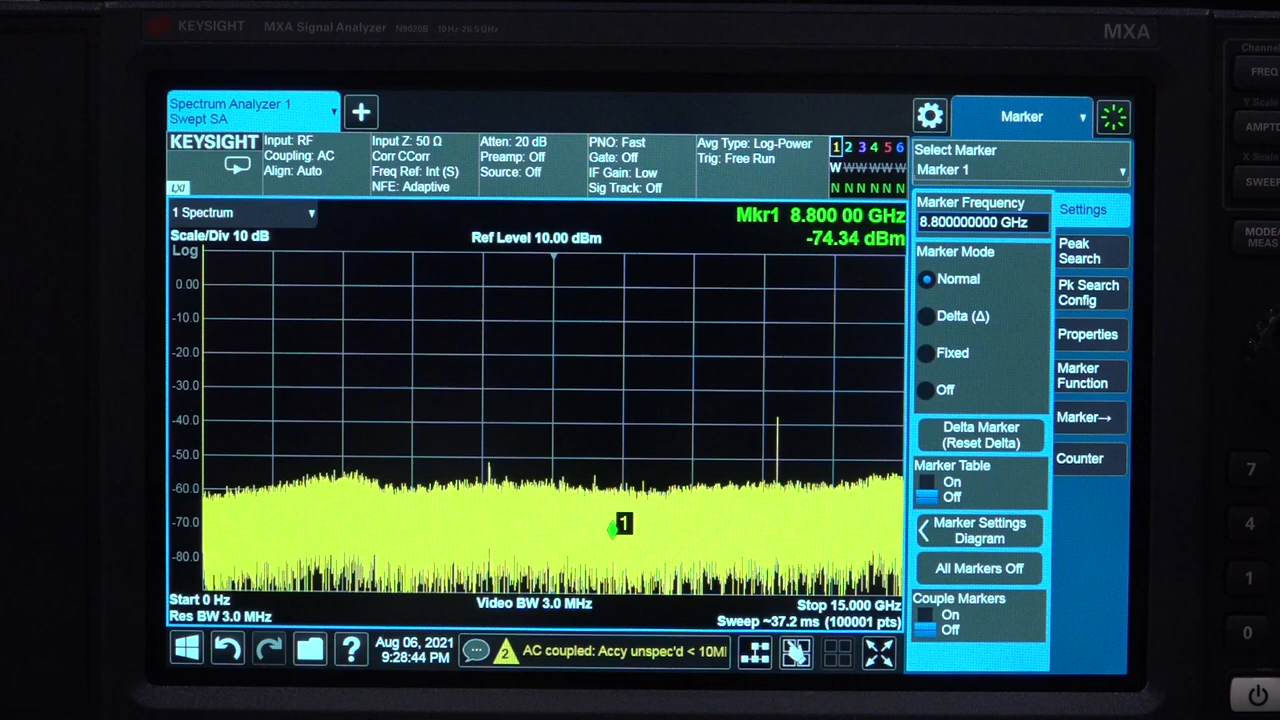 KEYSIGHT MXA Signal Analyzer N9020B 10Hz-26.5GHz
MXA
Spectrum Analyzer 1
Swept SA
+
Marker
KEYSIGHT
LXI
Input: RF
Coupling: AC
Align: Auto
Input Z: 50 Ω
Corr CCorr
Freq Ref: Int (S)
NFE: Adaptive
Atten: 20 dB
Preamp: Off
Source: Off
PNO: Fast
Gate: Off
IF Gain: Low
Sig Track: Off
Avg Type: Log-Power
Trig: Free Run
1 2 3 4 5 6
W W W W W W
N N N N N N
Select Marker
Marker 1
1 Spectrum
Mkr1 8.800 00 GHz
-74.34 dBm
Scale/Div 10 dB
Ref Level 10.00 dBm
Log
0.00
-10.0
-20.0
-30.0
-40.0
-50.0
-60.0
-70.0
-80.0
1
Start 0 Hz
Res BW 3.0 MHz
Video BW 3.0 MHz
Stop 15.000 GHz
Sweep ~37.2 ms (100001 pts)
Marker Frequency
8.800000000 GHz
Marker Mode
Normal
Delta (Δ)
Fixed
Off
Delta Marker
(Reset Delta)
Marker Table
On
Off
Marker Settings
Diagram
All Markers Off
Couple Markers
On
Off
Settings
Peak
Search
Pk Search
Config
Properties
Marker
Function
Marker→
Counter
?
Aug 06, 2021
9:28:44 PM
2
AC coupled: Accy unspec'd < 10M
Channel
FREQ
Y Scale
AMPTD
X Scale
SWEEP
MODE/
MEAS
7
4
1
0